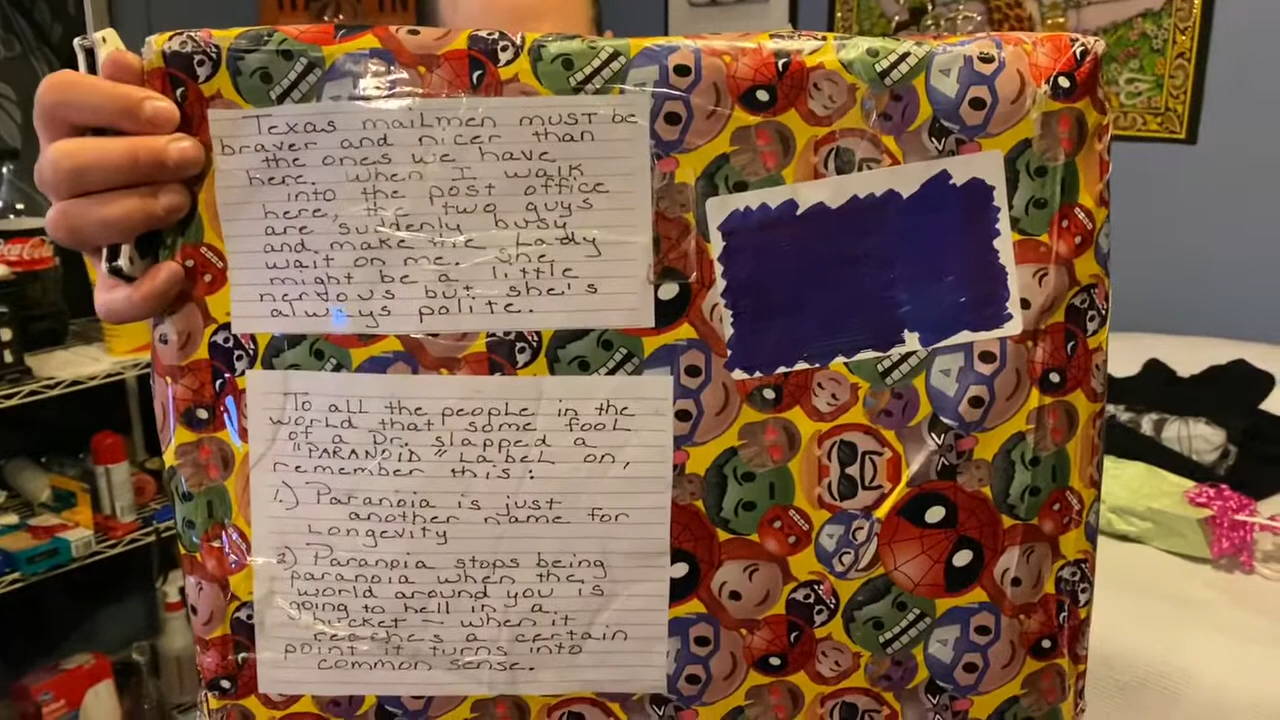 Texas mailmen MUST be
braver and nicer than
the ones we have
here. When I walk
into the post office
here, the two guys
are suddenly busy
and make the Lady
wait on me. She
might be a little
nervous but she's
always polite.
To all the people in the
world that some fool
of a Dr. slapped a
"PARANOID" Label on,
remember this:
1.) Paranoia is just
another name for
Longevity
2) Paranoia stops being
paranoia when the
world around you is
going to hell in a
bucket - when it
reaches a certain
point it turns into
common sense.
Coca-Cola